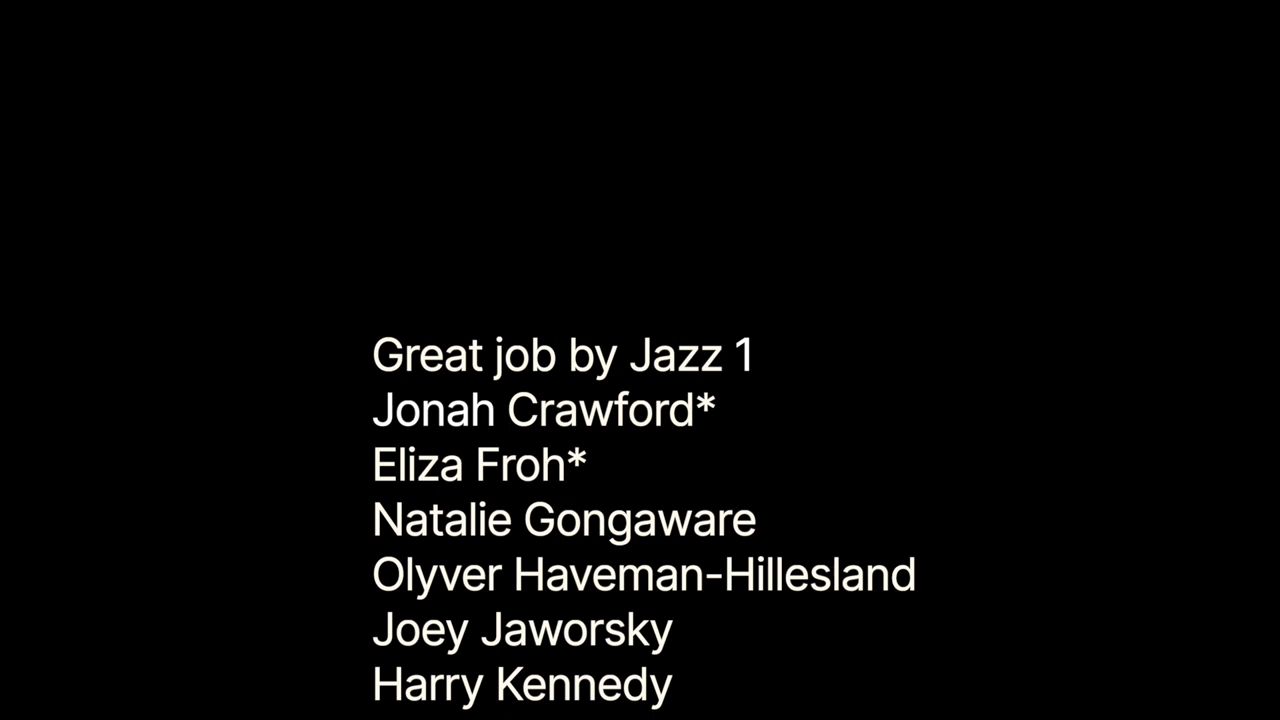 Great job by Jazz 1
Jonah Crawford*
Eliza Froh*
Natalie Gongaware
Olyver Haveman-Hillesland
Joey Jaworsky
Harry Kennedy